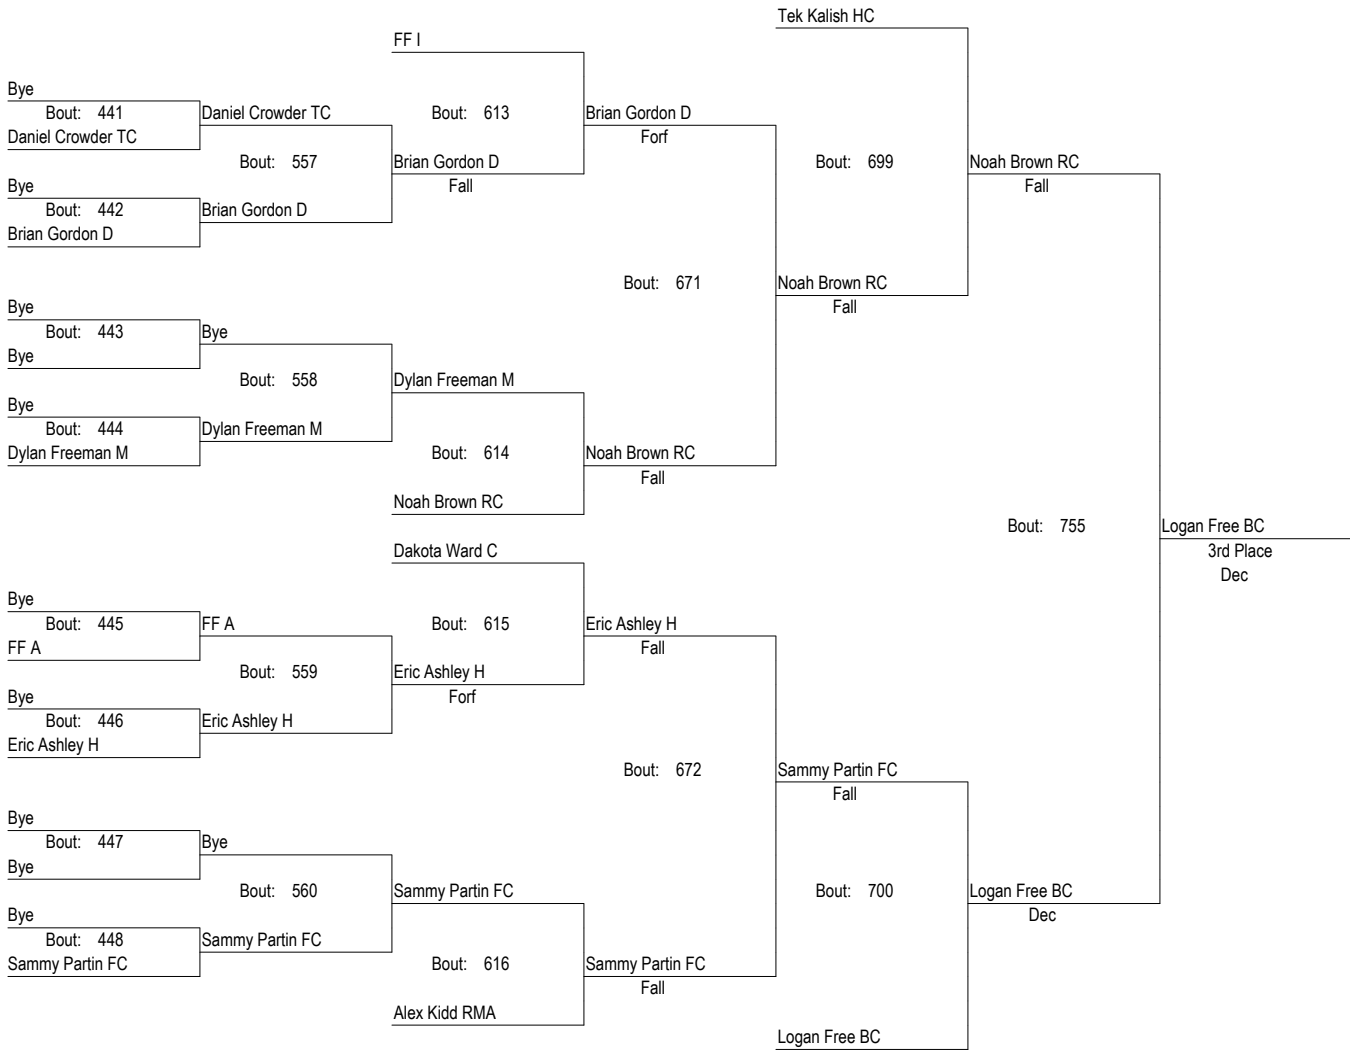 Tek Kalish HC
FF I
Bye
Bout: 441
Daniel Crowder TC
Bout: 613
Brian Gordon D
Forf
Daniel Crowder TC
Bout: 557
Brian Gordon D
Fall
Bout: 699
Noah Brown RC
Fall
Bye
Bout: 442
Brian Gordon D
Brian Gordon D
Bout: 671
Noah Brown RC
Fall
Bye
Bout: 443
Bye
Bye
Bout: 558
Dylan Freeman M
Bye
Bout: 444
Dylan Freeman M
Dylan Freeman M
Bout: 614
Noah Brown RC
Fall
Noah Brown RC
Bout: 755
Logan Free BC
3rd Place
Dec
Dakota Ward C
Bye
Bout: 445
FF A
FF A
Bout: 615
Eric Ashley H
Fall
Bout: 559
Eric Ashley H
Forf
Bye
Bout: 446
Eric Ashley H
Eric Ashley H
Bout: 672
Sammy Partin FC
Fall
Bye
Bout: 447
Bye
Bye
Bout: 560
Sammy Partin FC
Bout: 700
Logan Free BC
Dec
Bye
Bout: 448
Sammy Partin FC
Sammy Partin FC
Bout: 616
Sammy Partin FC
Fall
Alex Kidd RMA
Logan Free BC